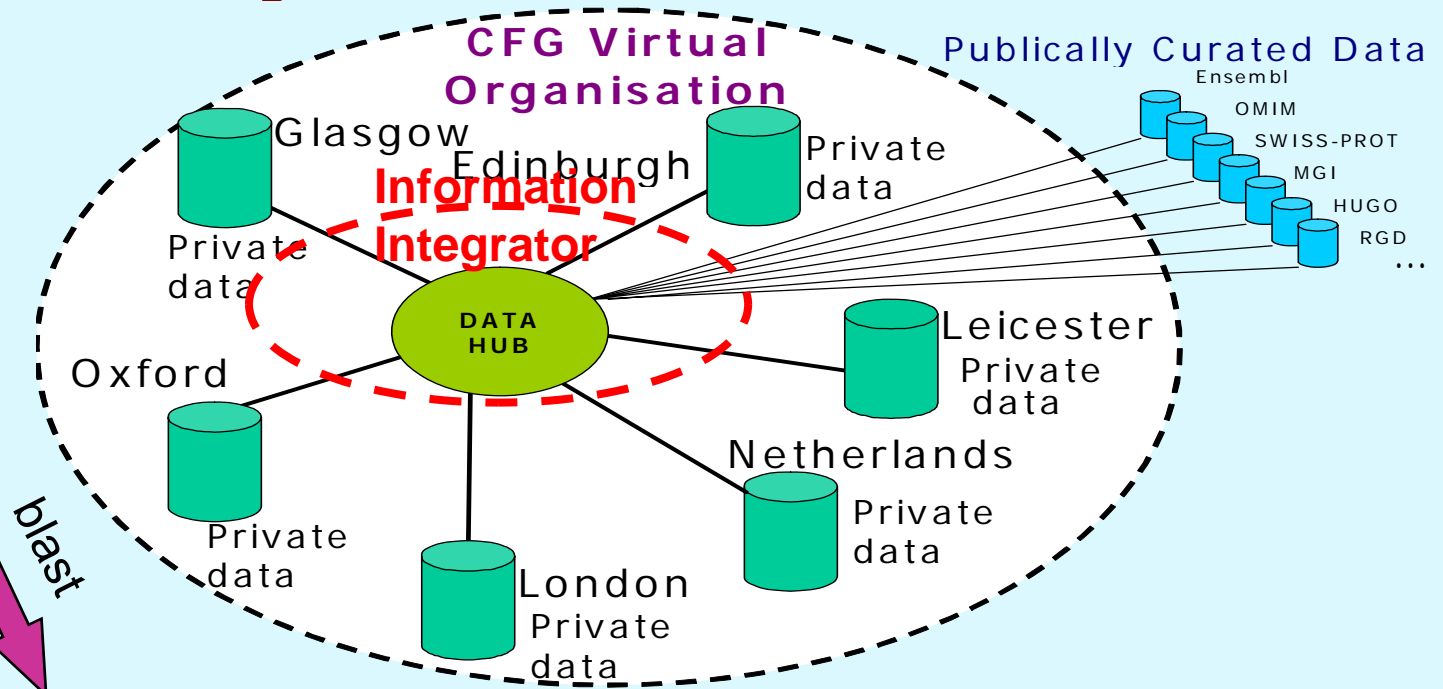 CFG Virtual
Organisation
Publically Curated Data
Ensembl
OMIM
SWISS-PROT
MGI
HUGO
RGD
...
Glasgow
Private
data
Edinburgh
Private
data
Information
Integrator
DATA
HUB
Leicester
Private
data
Oxford
Private
data
Netherlands
Private
data
London
Private
data
blast